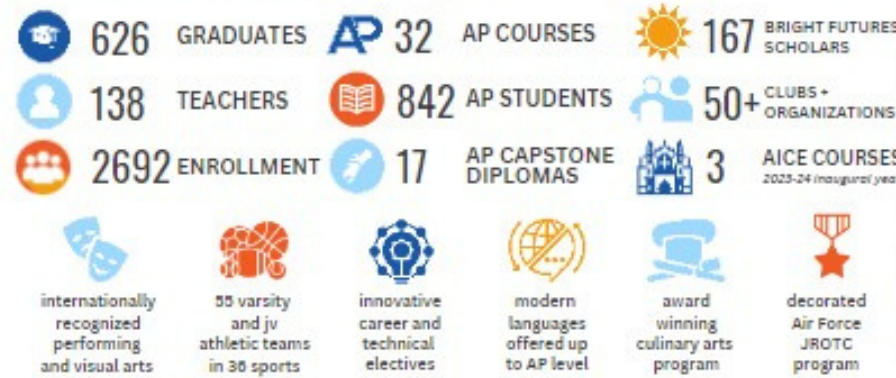 626 GRADUATES AP 32 AP COURSES 167 BRIGHT FUTURES
SCHOLARS
138 TEACHERS 842 AP STUDENTS 50+ CLUBS +
ORGANIZATIONS
2692 ENROLLMENT 17 AP CAPSTONE
DIPLOMAS
3 AICE COURSES
2023-24 inaugural year
internationally
recognized
performing
and visual arts
55 varsity
and jv
athletic teams
in 36 sports
innovative
career and
technical
electives
modern
languages
offered up
to AP level
award
winning
culinary arts
program
decorated
Air Force
JROTC
program